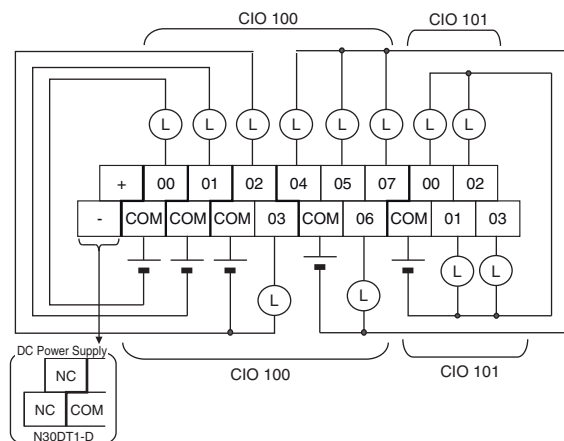 CIO 100 CIO 101
L L L L L L L L
+ 00 01 02 04 05 07 00 02
- COM COM COM 03 COM 06 COM 01 03
L L
L L
DC Power Supply
NC
NC COM
N30DT1-D
CIO 100 CIO 101